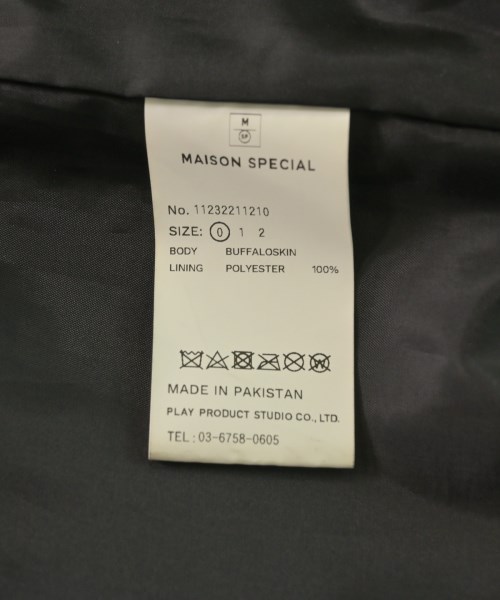 M
SP
MAISON SPECIAL
No. 11232211210
SIZE: 0 1 2
BODY BUFFALOSKIN
LINING POLYESTER 100%
W
MADE IN PAKISTAN
PLAY PRODUCT STUDIO CO., LTD.
TEL : 03-6758-0605